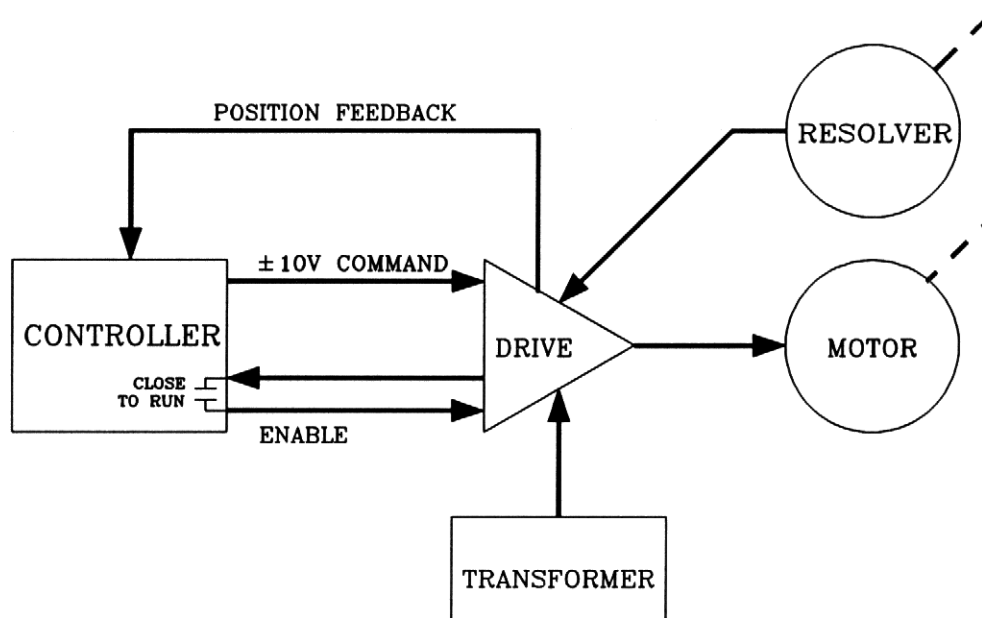 POSITION FEEDBACK
RESOLVER
±10V COMMAND
CONTROLLER
DRIVE
MOTOR
CLOSE
TO RUN
ENABLE
TRANSFORMER